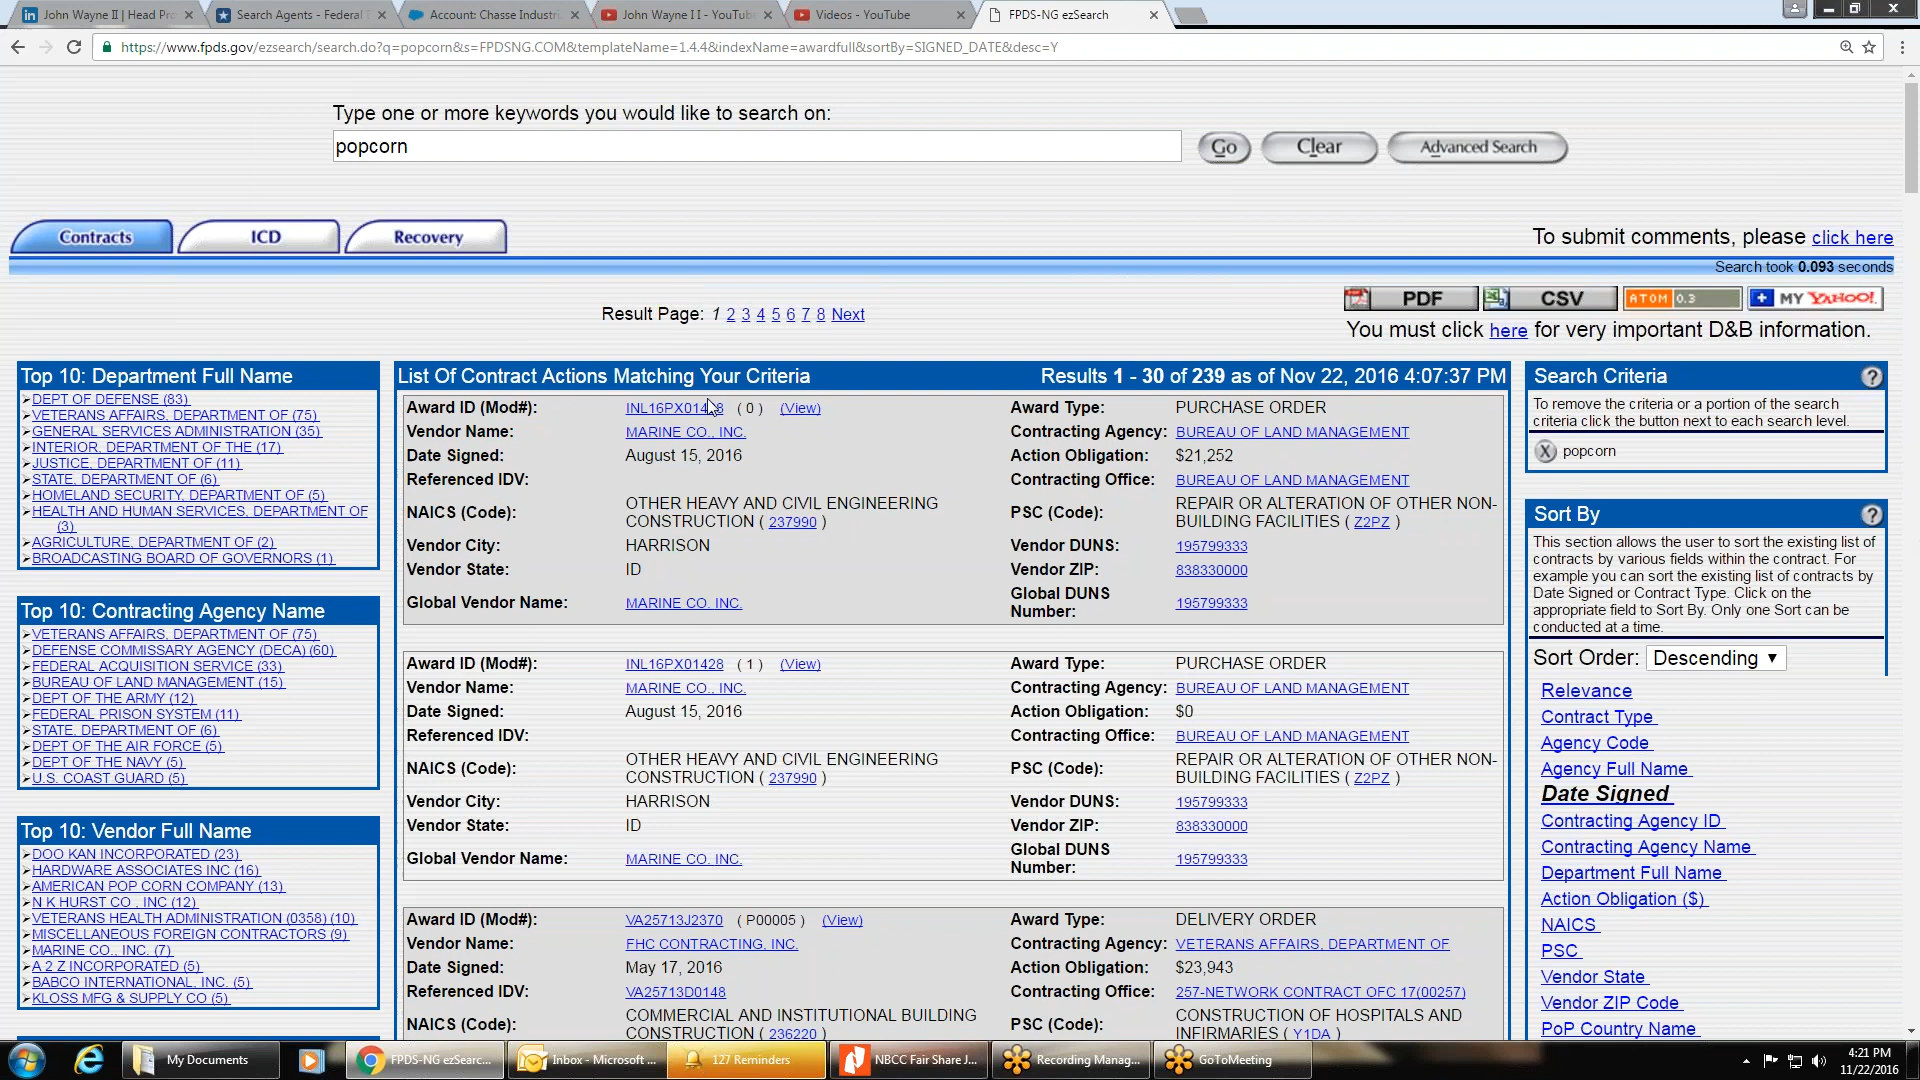 John Wayne II | Head Pr
Search Agents - Federal T
Account: Chasse Industri
John Wayne I I - YouTub
Videos - YouTube
FPDS-NG ezSearch
https://www.fpds.gov/ezsearch/search.do?q=popcorn&s=FPDSNG.COM&templateName=1.4.4&indexName=awardfull&sortBy=SIGNED_DATE&desc=Y
Type one or more keywords you would like to search on:
popcorn
Go
Clear
Advanced Search
Contracts
ICD
Recovery
To submit comments, please click here
Search took 0.093 seconds
Result Page: 1 2 3 4 5 6 7 8 Next
PDF
CSV
ATOM 0.3
MY YAHOO!
You must click here for very important D&B information.
Top 10: Department Full Name
DEPT OF DEFENSE (83)
VETERANS AFFAIRS, DEPARTMENT OF (75)
GENERAL SERVICES ADMINISTRATION (35)
INTERIOR, DEPARTMENT OF THE (17)
JUSTICE, DEPARTMENT OF (11)
STATE, DEPARTMENT OF (6)
HOMELAND SECURITY, DEPARTMENT OF (5)
HEALTH AND HUMAN SERVICES, DEPARTMENT OF
(3)
AGRICULTURE, DEPARTMENT OF (2)
BROADCASTING BOARD OF GOVERNORS (1)
Top 10: Contracting Agency Name
VETERANS AFFAIRS, DEPARTMENT OF (75)
DEFENSE COMMISSARY AGENCY (DECA) (60)
FEDERAL ACQUISITION SERVICE (33)
BUREAU OF LAND MANAGEMENT (15)
DEPT OF THE ARMY (12)
FEDERAL PRISON SYSTEM (11)
STATE, DEPARTMENT OF (6)
DEPT OF THE AIR FORCE (5)
DEPT OF THE NAVY (5)
U.S. COAST GUARD (5)
Top 10: Vendor Full Name
DOO KAN INCORPORATED (23)
HARDWARE ASSOCIATES INC (16)
AMERICAN POP CORN COMPANY (13)
N K HURST CO , INC (12)
VETERANS HEALTH ADMINISTRATION (0358) (10)
MISCELLANEOUS FOREIGN CONTRACTORS (9)
MARINE CO., INC. (7)
A 2 Z INCORPORATED (5)
BABCO INTERNATIONAL, INC. (5)
KLOSS MFG & SUPPLY CO (5)
List Of Contract Actions Matching Your Criteria Results 1 - 30 of 239 as of Nov 22, 2016 4:07:37 PM
Award ID (Mod#): INL16PX01428 ( 0 ) (View) Award Type: PURCHASE ORDER
Vendor Name: MARINE CO., INC. Contracting Agency: BUREAU OF LAND MANAGEMENT
Date Signed: August 15, 2016 Action Obligation: $21,252
Referenced IDV: Contracting Office: BUREAU OF LAND MANAGEMENT
NAICS (Code): OTHER HEAVY AND CIVIL ENGINEERING
CONSTRUCTION ( 237990 )
PSC (Code): REPAIR OR ALTERATION OF OTHER NON-
BUILDING FACILITIES ( Z2PZ )
Vendor City: HARRISON Vendor DUNS: 195799333
Vendor State: ID Vendor ZIP: 838330000
Global Vendor Name: MARINE CO. INC. Global DUNS
Number: 195799333
Award ID (Mod#): INL16PX01428 ( 1 ) (View) Award Type: PURCHASE ORDER
Vendor Name: MARINE CO., INC. Contracting Agency: BUREAU OF LAND MANAGEMENT
Date Signed: August 15, 2016 Action Obligation: $0
Referenced IDV: Contracting Office: BUREAU OF LAND MANAGEMENT
NAICS (Code): OTHER HEAVY AND CIVIL ENGINEERING
CONSTRUCTION ( 237990 )
PSC (Code): REPAIR OR ALTERATION OF OTHER NON-
BUILDING FACILITIES ( Z2PZ )
Vendor City: HARRISON Vendor DUNS: 195799333
Vendor State: ID Vendor ZIP: 838330000
Global Vendor Name: MARINE CO. INC. Global DUNS
Number: 195799333
Award ID (Mod#): VA25713J2370 ( P00005 ) (View) Award Type: DELIVERY ORDER
Vendor Name: FHC CONTRACTING, INC. Contracting Agency: VETERANS AFFAIRS, DEPARTMENT OF
Date Signed: May 17, 2016 Action Obligation: $23,943
Referenced IDV: VA25713D0148 Contracting Office: 257-NETWORK CONTRACT OFC 17(00257)
NAICS (Code): COMMERCIAL AND INSTITUTIONAL BUILDING
CONSTRUCTION ( 236220 )
PSC (Code): CONSTRUCTION OF HOSPITALS AND
INFIRMARIES ( Y1DA )
Search Criteria ?
To remove the criteria or a portion of the search
criteria click the button next to each search level.
X popcorn
Sort By ?
This section allows the user to sort the existing list of
contracts by various fields within the contract. For
example you can sort the existing list of contracts by
Date Signed or Contract Type. Click on the
appropriate field to Sort By. Only one Sort can be
conducted at a time.
Sort Order: Descending
Relevance
Contract Type
Agency Code
Agency Full Name
Date Signed
Contracting Agency ID
Contracting Agency Name
Department Full Name
Action Obligation ($)
NAICS
PSC
Vendor State
Vendor ZIP Code
PoP Country Name
My Documents
FPDS-NG ezSearc...
Inbox - Microsoft ...
127 Reminders
NBCC Fair Share J...
Recording Manag...
GoToMeeting
4:21 PM
11/22/2016